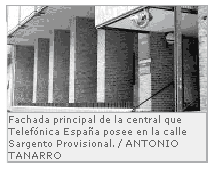 Fachada principal de la central que
Telefónica España posee en la calle
Sargento Provisional. / ANTONIO
TANARRO